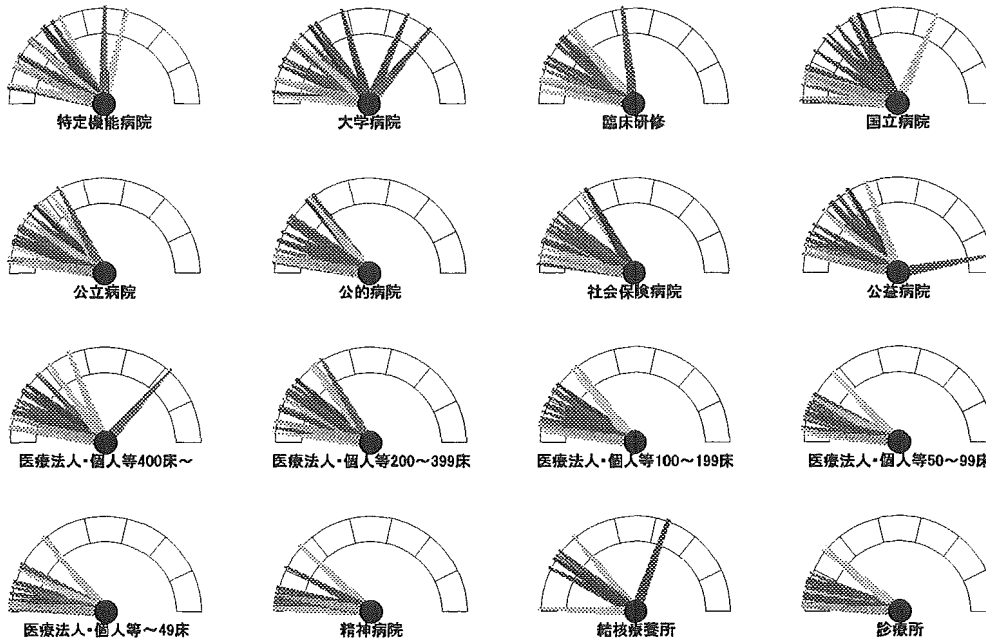 特定機能病院
大学病院
臨床研修
国立病院
公立病院
公的病院
社会保険病院
公益病院
医療法人・個人等400床～
医療法人・個人等200～399床
医療法人・個人等100～199床
医療法人・個人等50～99床
医療法人・個人等～49床
精神病院
結核療養所
診療所